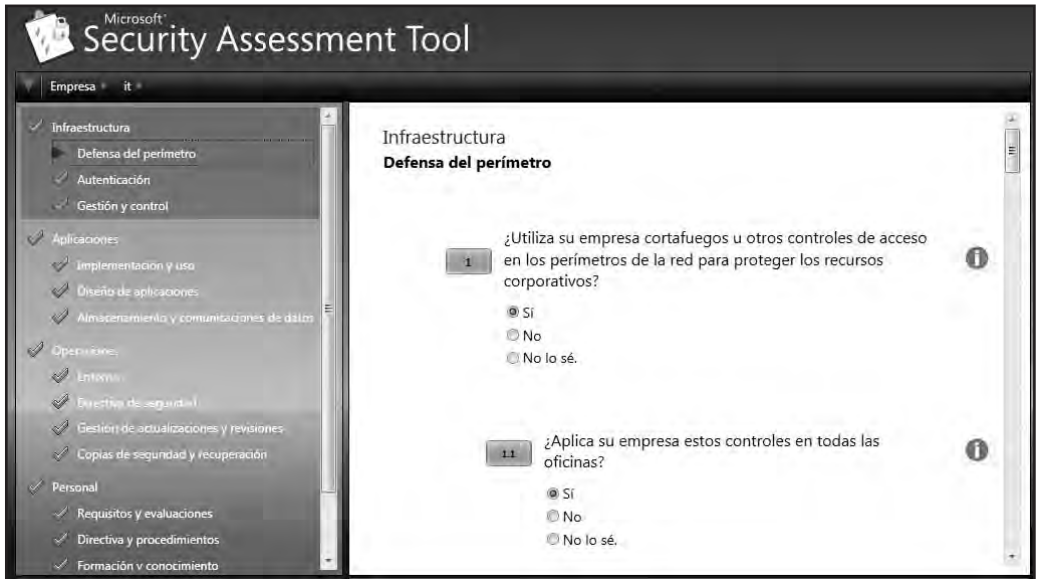 Microsoft
Security Assessment Tool
Empresa
it
Infraestructura
Defensa del perímetro
Autenticación
Gestión y control
Aplicaciones
Implementación y uso
Diseño de aplicaciones
Almacenamiento y comunicaciones de datos
Operaciones
Entorno
Directiva de seguridad
Gestión de actualizaciones y revisiones
Copias de seguridad y recuperación
Personal
Requisitos y evaluaciones
Directiva y procedimientos
Formación y conocimiento
Infraestructura
Defensa del perímetro
1
¿Utiliza su empresa cortafuegos u otros controles de acceso
en los perímetros de la red para proteger los recursos
corporativos?
Sí
No
No lo sé.
1.1
¿Aplica su empresa estos controles en todas las
oficinas?
Sí
No
No lo sé.